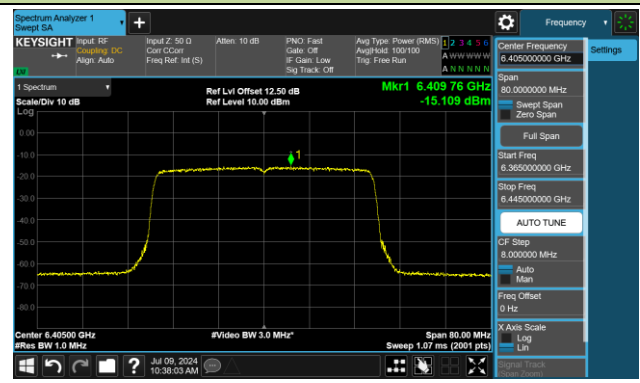 Spectrum Analyzer 1
Swept SA
+
Frequency
KEYSIGHT
Input: RF
Coupling: DC
Align: Auto
Input Z: 50 Ω
Corr CCorr
Freq Ref: Int (S)
Atten: 10 dB
PNO: Fast
Gate: Off
IF Gain: Low
Sig Track: Off
Avg Type: Power (RMS)
Avg|Hold: 100/100
Trig: Free Run
1 2 3 4 5 6
A W W W W W
A N N N N N
Center Frequency
6.405000000 GHz
Settings
Span
80.0000000 MHz
Swept Span
Zero Span
Full Span
Start Freq
6.365000000 GHz
Stop Freq
6.445000000 GHz
AUTO TUNE
CF Step
8.000000 MHz
Auto
Man
Freq Offset
0 Hz
X Axis Scale
Log
Lin
Signal Track
(Span Zoom)
1 Spectrum
Scale/Div 10 dB
Log
Ref Lvl Offset 12.50 dB
Ref Level 10.00 dBm
Mkr1 6.409 76 GHz
-15.109 dBm
1
0.00
-10.0
-20.0
-30.0
-40.0
-50.0
-60.0
-70.0
-80.0
Center 6.40500 GHz
#Res BW 1.0 MHz
#Video BW 3.0 MHz*
Span 80.00 MHz
Sweep 1.07 ms (2001 pts)
?
Jul 09, 2024
10:38:03 AM